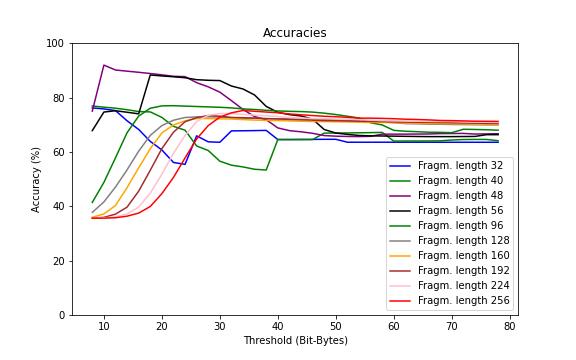 Accuracies
100
80
60
40
20
0
Accuracy (%)
10
20
30
40
50
60
70
80
Threshold (Bit-Bytes)
Fragm. length 32
Fragm. length 40
Fragm. length 48
Fragm. length 56
Fragm. length 96
Fragm. length 128
Fragm. length 160
Fragm. length 192
Fragm. length 224
Fragm. length 256